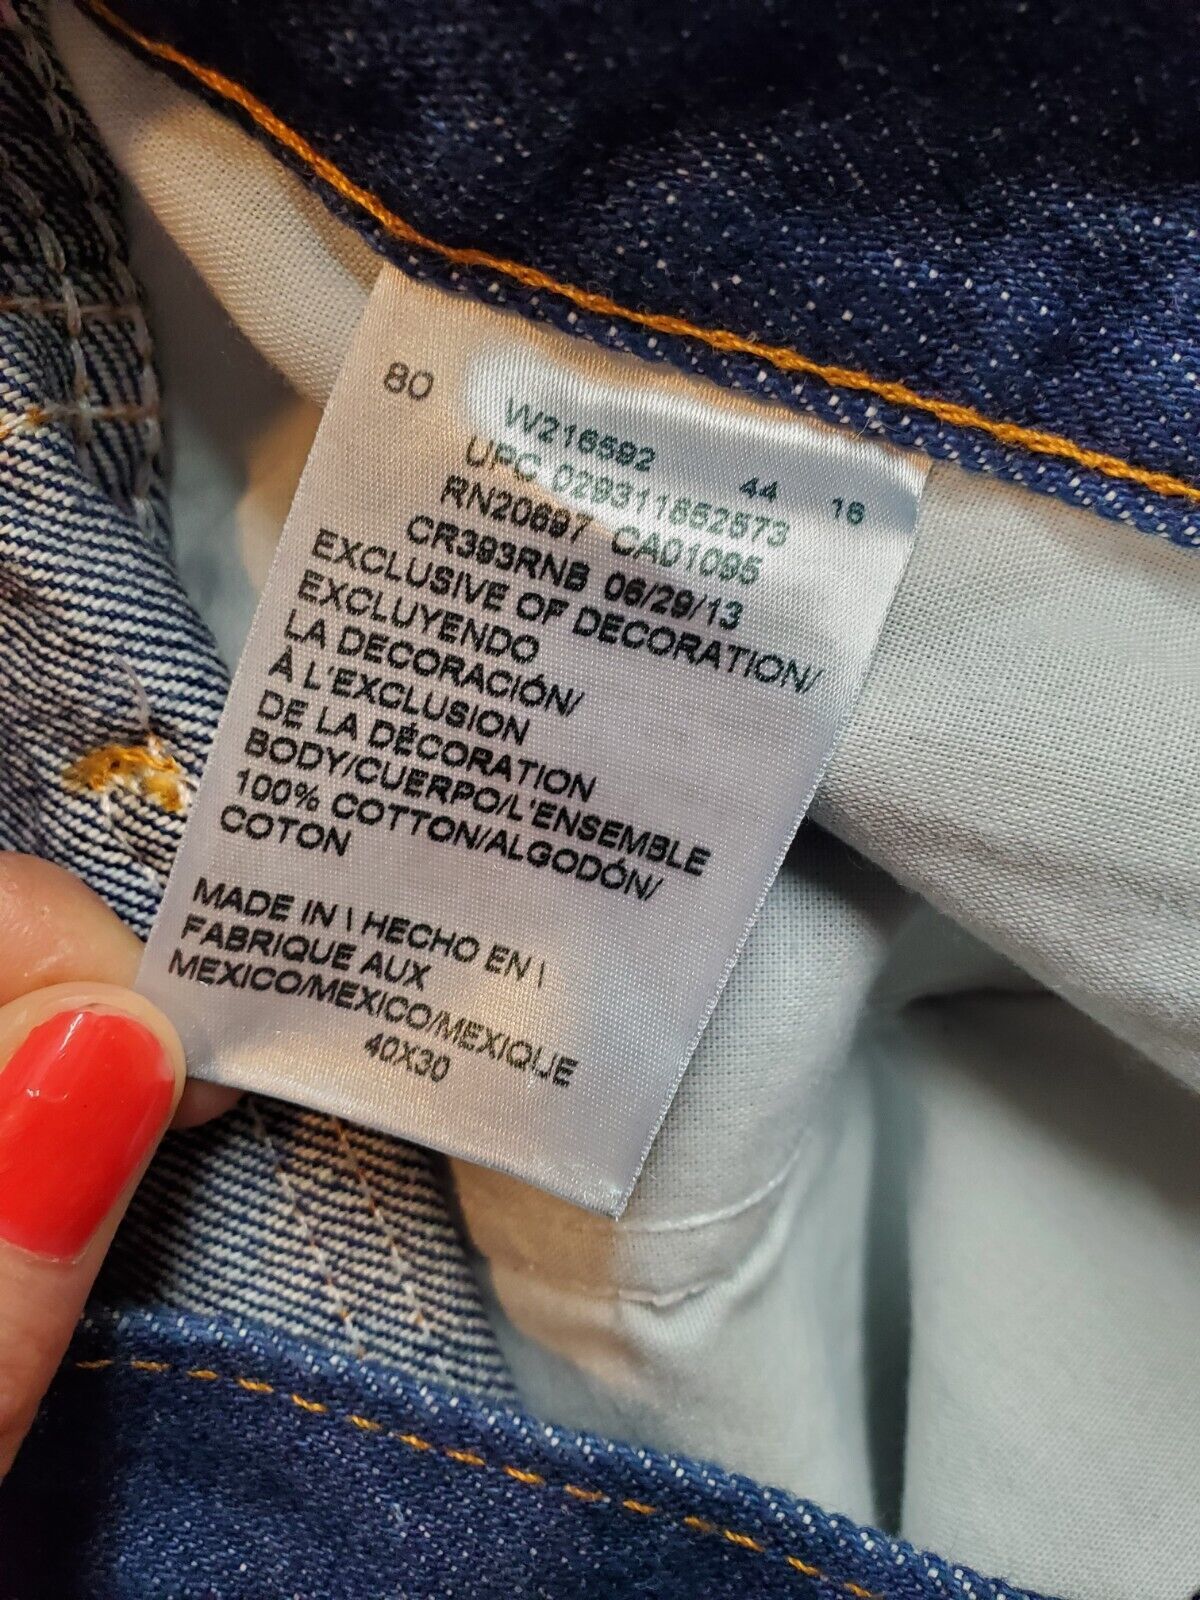 80
W216592 44 16
UPC 029311652573
RN20697 CA01095
CR393RNB 06/29/13
EXCLUSIVE OF DECORATION/
EXCLUYENDO
LA DECORACIÓN/
À L'EXCLUSION
DE LA DÉCORATION
BODY/CUERPO/L'ENSEMBLE
100% COTTON/ALGODÓN/
COTON
MADE IN \ HECHO EN \
FABRIQUE AUX
MEXICO/MEXICO/MEXIQUE
40X30